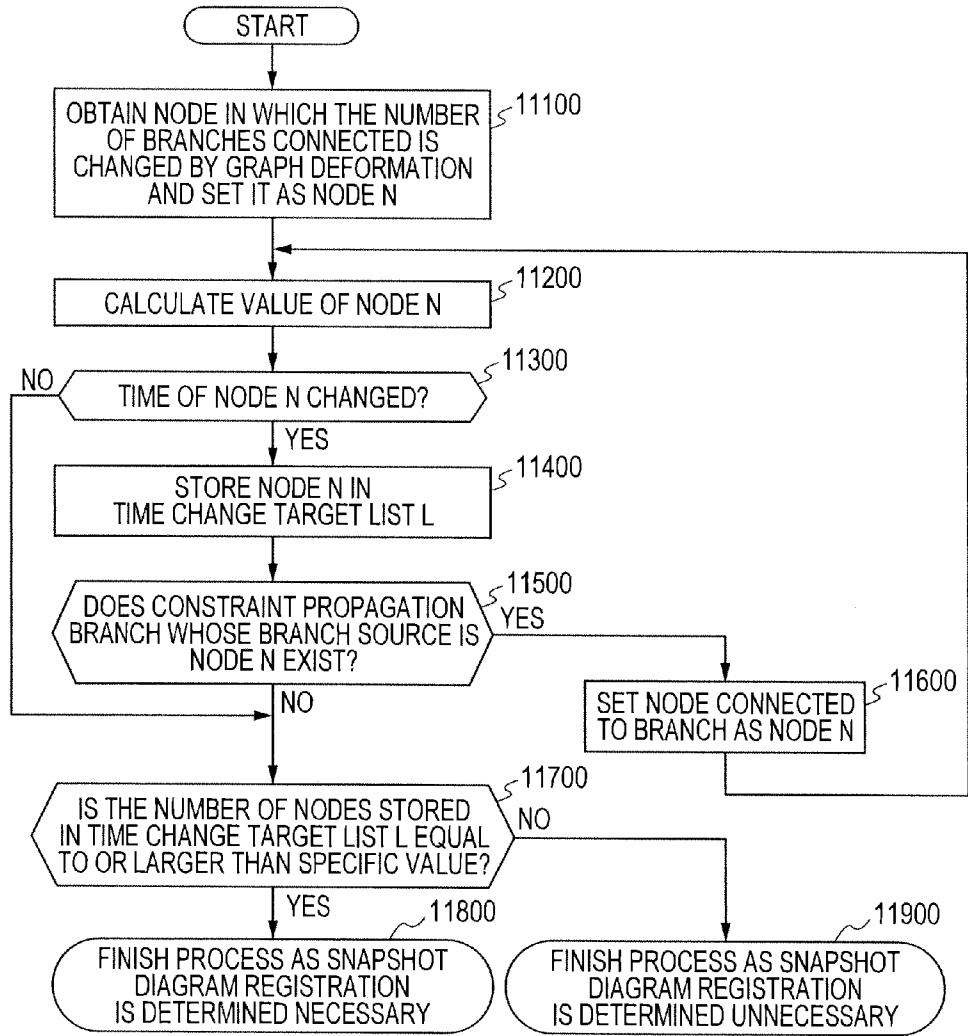 START
11100
OBTAIN NODE IN WHICH THE NUMBER
OF BRANCHES CONNECTED IS
CHANGED BY GRAPH DEFORMATION
AND SET IT AS NODE N
11200
CALCULATE VALUE OF NODE N
11300
NO
TIME OF NODE N CHANGED?
YES
11400
STORE NODE N IN
TIME CHANGE TARGET LIST L
11500
DOES CONSTRAINT PROPAGATION
BRANCH WHOSE BRANCH SOURCE IS
NODE N EXIST?
YES
NO
11600
SET NODE CONNECTED
TO BRANCH AS NODE N
11700
IS THE NUMBER OF NODES STORED
IN TIME CHANGE TARGET LIST L EQUAL
TO OR LARGER THAN SPECIFIC VALUE?
NO
YES
11800
FINISH PROCESS AS SNAPSHOT
DIAGRAM REGISTRATION
IS DETERMINED NECESSARY
11900
FINISH PROCESS AS SNAPSHOT
DIAGRAM REGISTRATION
IS DETERMINED UNNECESSARY